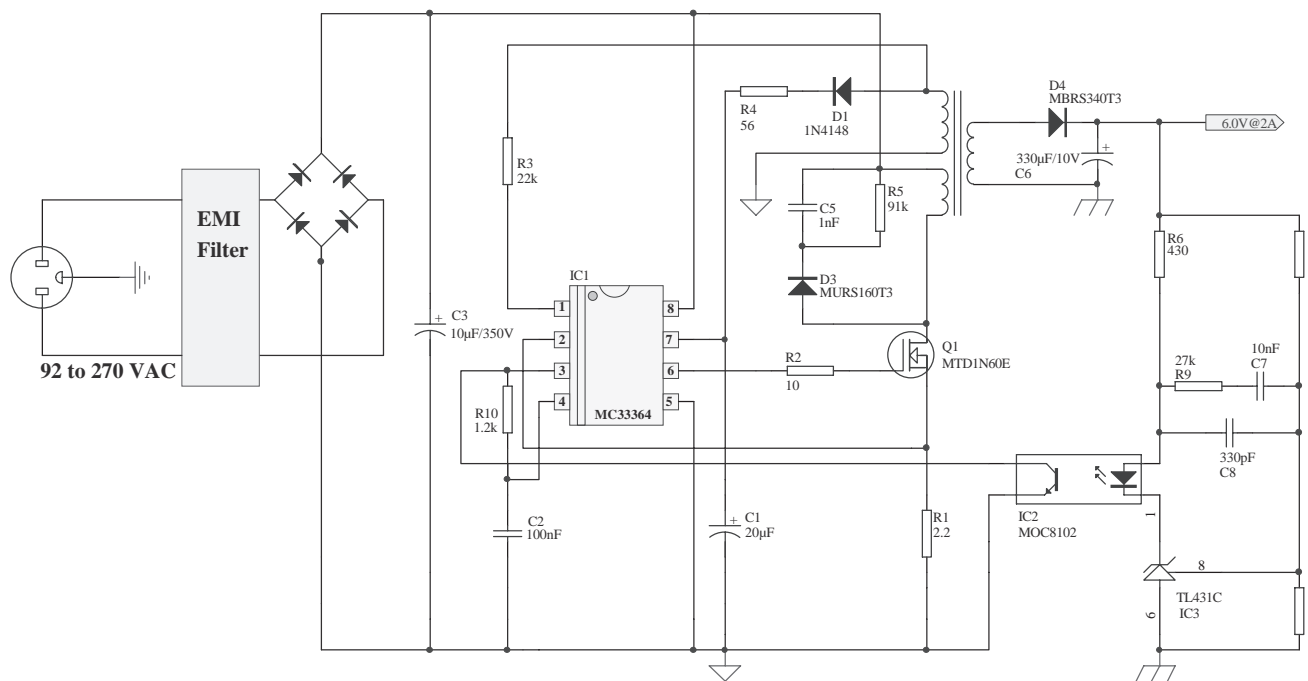 D4
MBRS340T3
R4
56
D1
1N4148
6.0V@2A
330µF/10V
C6
R3
22k
R5
91k
C5
1nF
EMI
Filter
R6
430
IC1
D3
MURS160T3
C3
10µF/350V
1
8
2
7
3
6
4
5
MC33364
Q1
MTD1N60E
R2
10
92 to 270 VAC
10nF
C7
27k
R9
R10
1.2k
330pF
C8
C2
100nF
C1
20µF
R1
2.2
IC2
MOC8102
1
8
TL431C
IC3
6